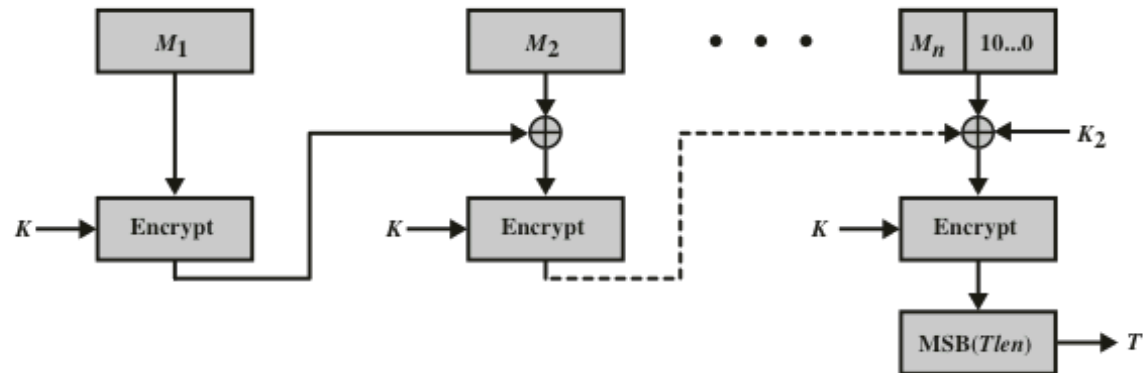 M1
M2
Mn 10...0
K2
K Encrypt
K Encrypt
K Encrypt
MSB(Tlen)
T